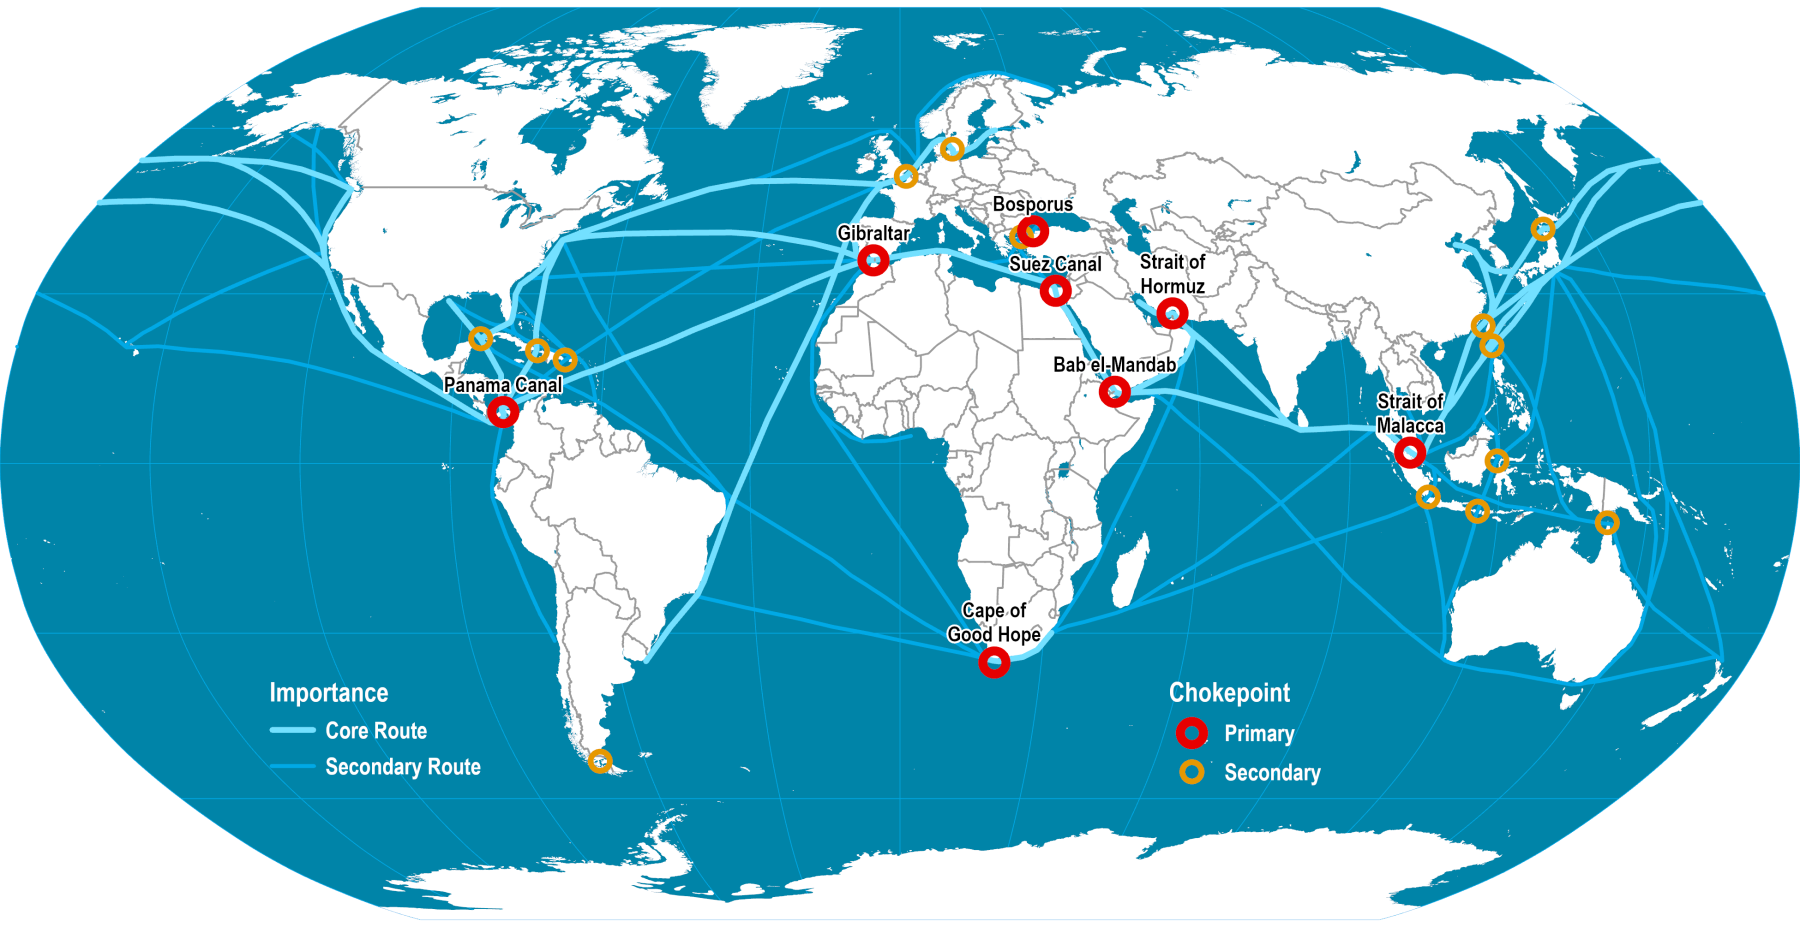 Bosporus
Gibraltar
Suez Canal
Strait of
Hormuz
Bab el-Mandab
Panama Canal
Strait of
Malacca
Cape of
Good Hope
Importance
Core Route
Secondary Route
Chokepoint
Primary
Secondary